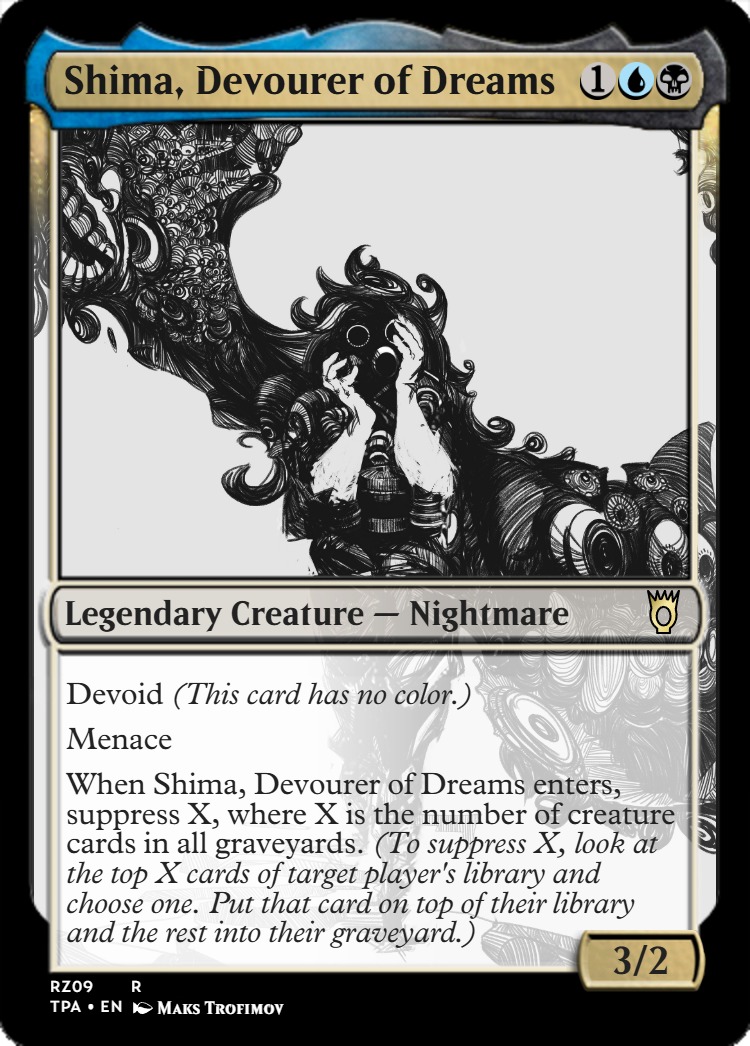 Shima, Devourer of Dreams 1
Legendary Creature — Nightmare
Devoid (This card has no color.)
Menace
When Shima, Devourer of Dreams enters,
suppress X, where X is the number of creature
cards in all graveyards. (To suppress X, look at
the top X cards of target player's library and
choose one. Put that card on top of their library
and the rest into their graveyard.)
3/2
RZ09 R
TPA • EN Maks Trofimov